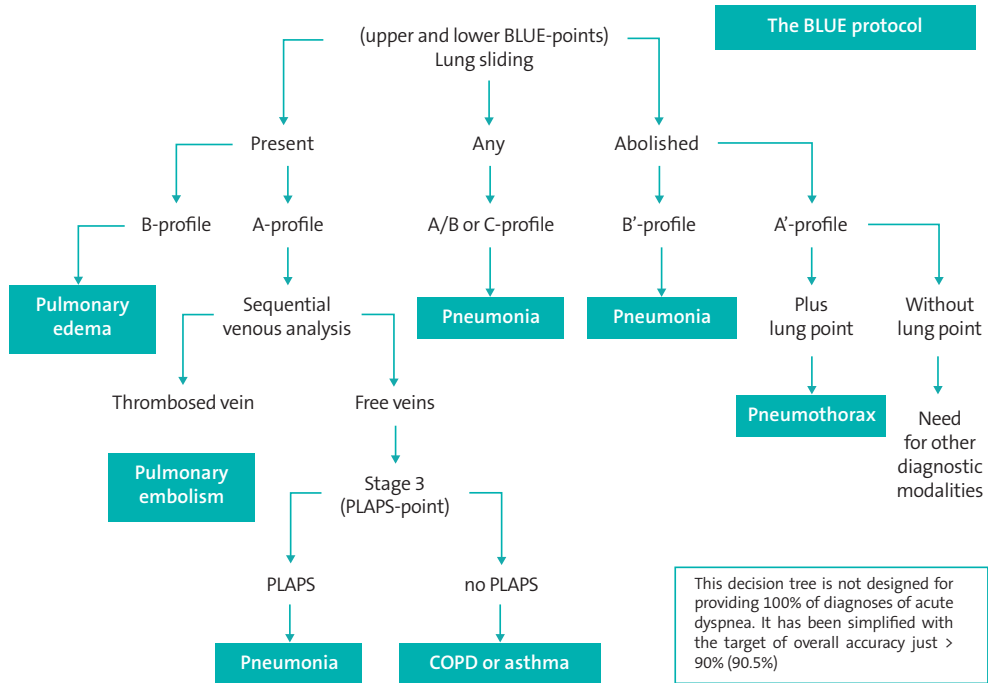 The BLUE protocol
(upper and lower BLUE-points)
Lung sliding
Present
Any
Abolished
B-profile
A-profile
A/B or C-profile
B’-profile
A’-profile
Pulmonary
edema
Sequential
venous analysis
Pneumonia
Pneumonia
Plus
lung point
Without
lung point
Thrombosed vein
Free veins
Pneumothorax
Need
for other
diagnostic
modalities
Pulmonary
embolism
Stage 3
(PLAPS-point)
PLAPS
no PLAPS
Pneumonia
COPD or asthma
This decision tree is not designed for
providing 100% of diagnoses of acute
dyspnea. It has been simplified with
the target of overall accuracy just >
90% (90.5%)